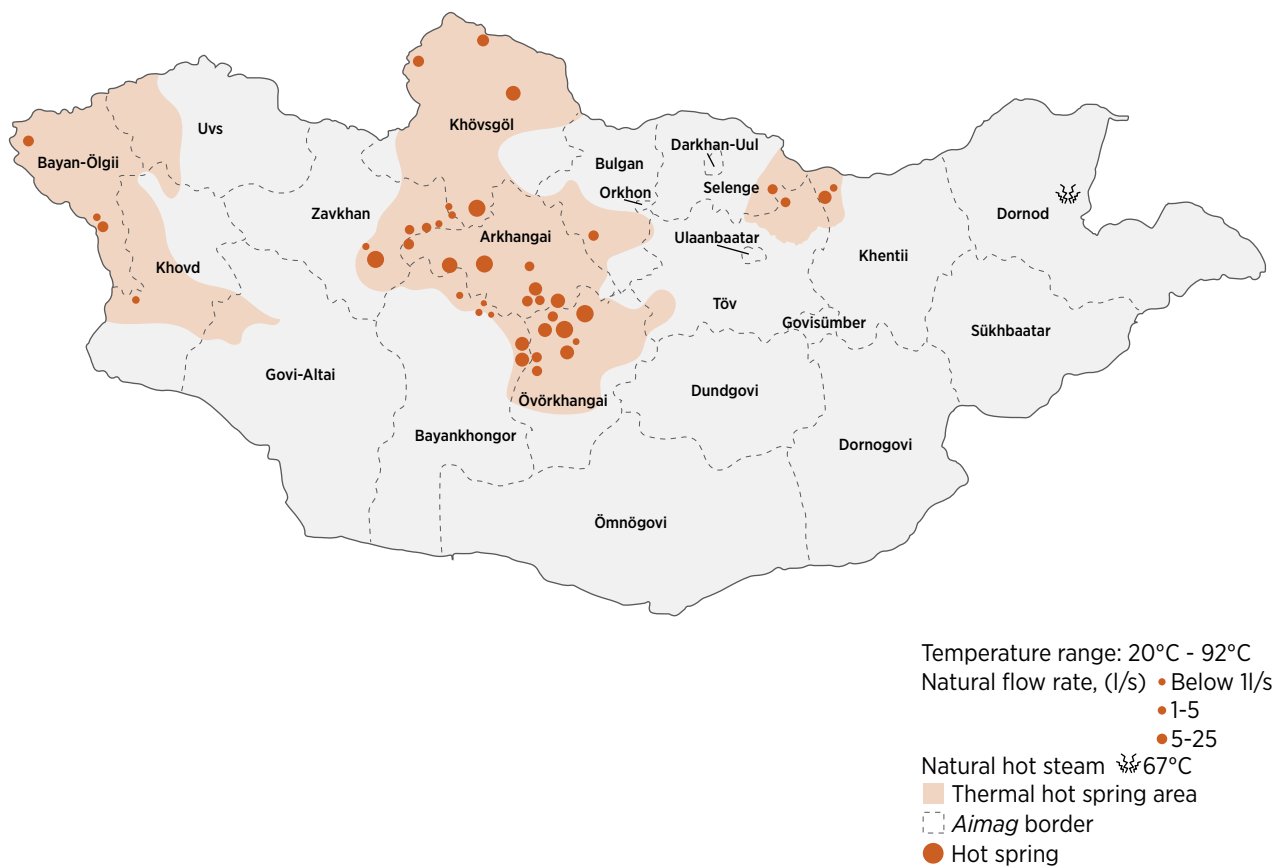 Khövsgöl
Uvs
Bayan-Ölgii
Darkhan-Uul
Bulgan
Selenge
Orkhon
Zavkhan
Dornod
Arkhangai
Ulaanbaatar
Khentii
Khovd
Töv
Govisümber
Sükhbaatar
Govi-Altai
Dundgovi
Övörkhangai
Bayankhongor
Dornogovi
Ömnögovi
Temperature range: 20°C - 92°C
Natural flow rate, (l/s) Below 1l/s
1-5
5-25
Natural hot steam 67°C
Thermal hot spring area
Aimag border
Hot spring